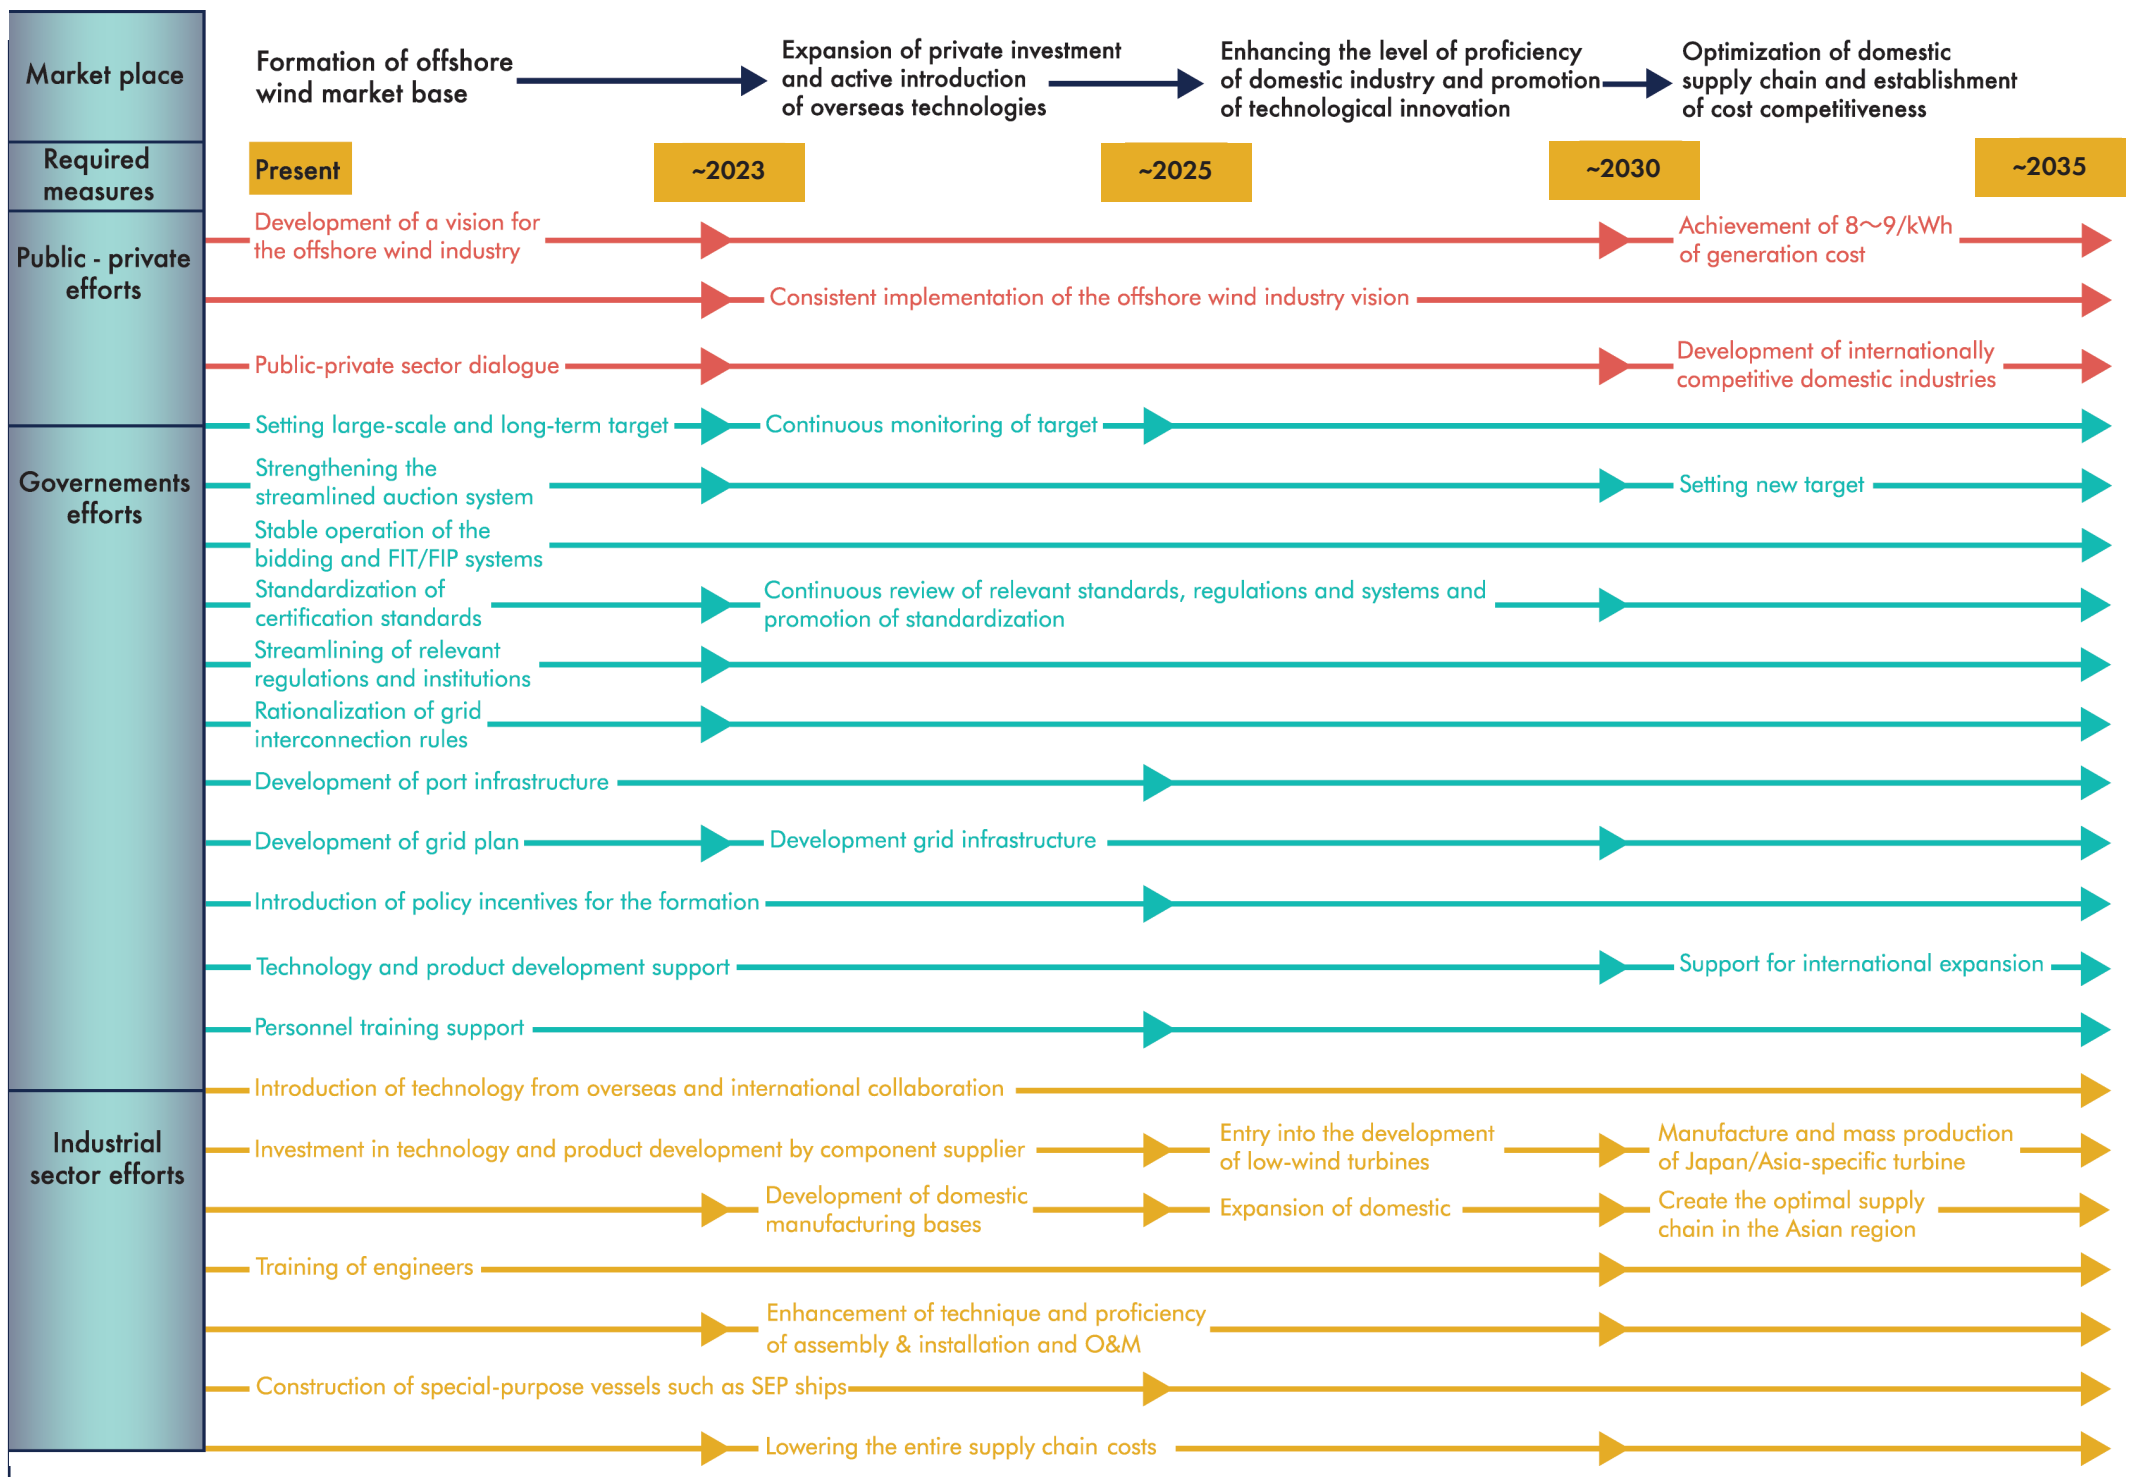 Market place
Formation of offshore
wind market base
Expansion of private investment
and active introduction
of overseas technologies
Enhancing the level of proficiency
of domestic industry and promotion
of technological innovation
Optimization of domestic
supply chain and establishment
of cost competitiveness
Required
measures
Present
~2023
~2025
~2030
~2035
Public - private
efforts
Development of a vision for
the offshore wind industry
Achievement of 8～9/kWh
of generation cost
Consistent implementation of the offshore wind industry vision
Public-private sector dialogue
Development of internationally
competitive domestic industries
Governements
efforts
Setting large-scale and long-term target
Continuous monitoring of target
Strengthening the
streamlined auction system
Setting new target
Stable operation of the
bidding and FIT/FIP systems
Standardization of
certification standards
Continuous review of relevant standards, regulations and systems and
promotion of standardization
Streamlining of relevant
regulations and institutions
Rationalization of grid
interconnection rules
Development of port infrastructure
Development of grid plan
Development grid infrastructure
Introduction of policy incentives for the formation
Technology and product development support
Support for international expansion
Personnel training support
Industrial
sector efforts
Introduction of technology from overseas and international collaboration
Investment in technology and product development by component supplier
Entry into the development
of low-wind turbines
Manufacture and mass production
of Japan/Asia-specific turbine
Development of domestic
manufacturing bases
Expansion of domestic
Create the optimal supply
chain in the Asian region
Training of engineers
Enhancement of technique and proficiency
of assembly & installation and O&M
Construction of special-purpose vessels such as SEP ships
Lowering the entire supply chain costs